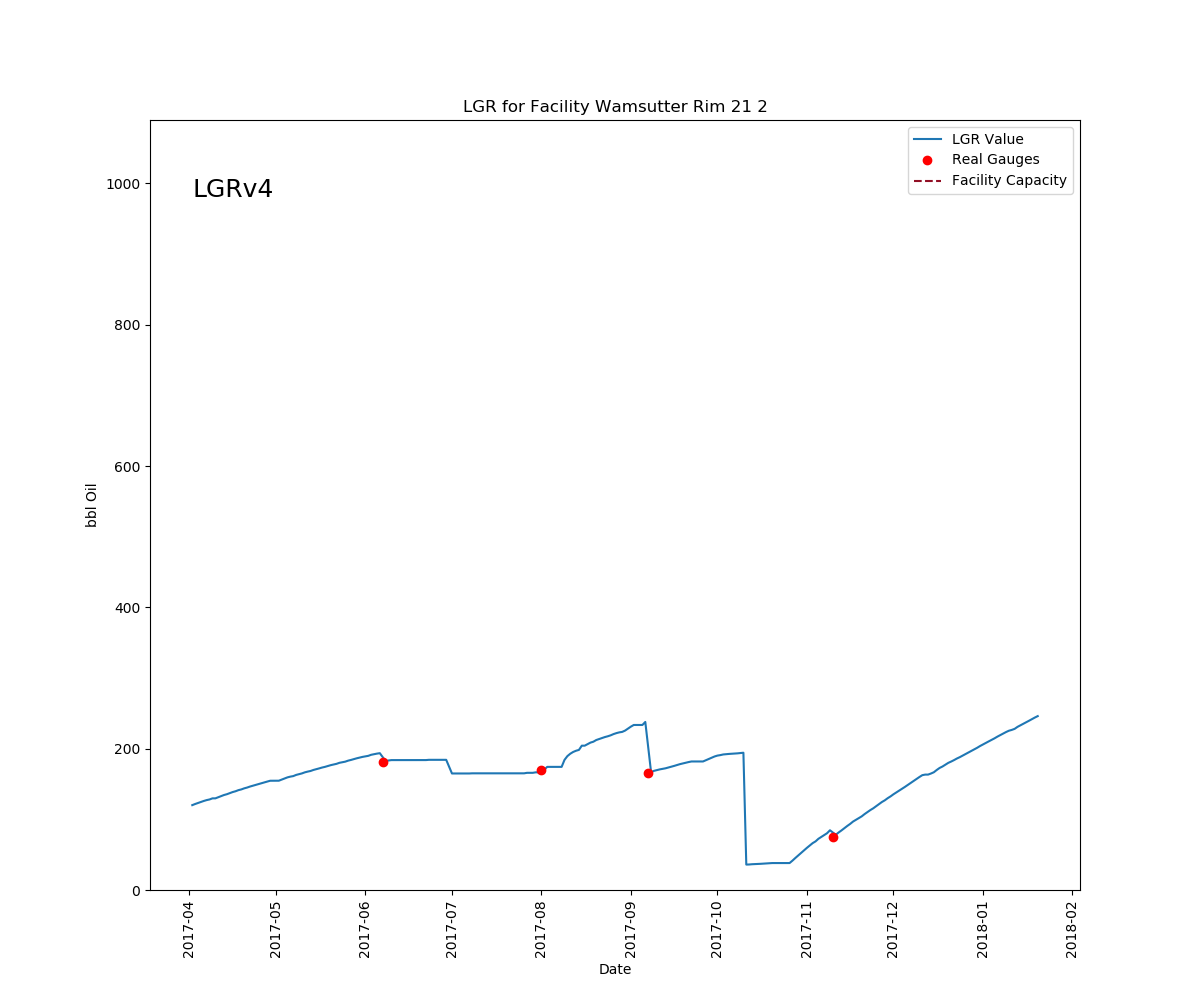 LGR for Facility Wamsutter Rim 21 2
LGR Value
Real Gauges
Facility Capacity
LGRv4
1000
800
600
400
200
0
bbl Oil
2017-04
2017-05
2017-06
2017-07
2017-08
2017-09
2017-10
2017-11
2017-12
2018-01
2018-02
Date